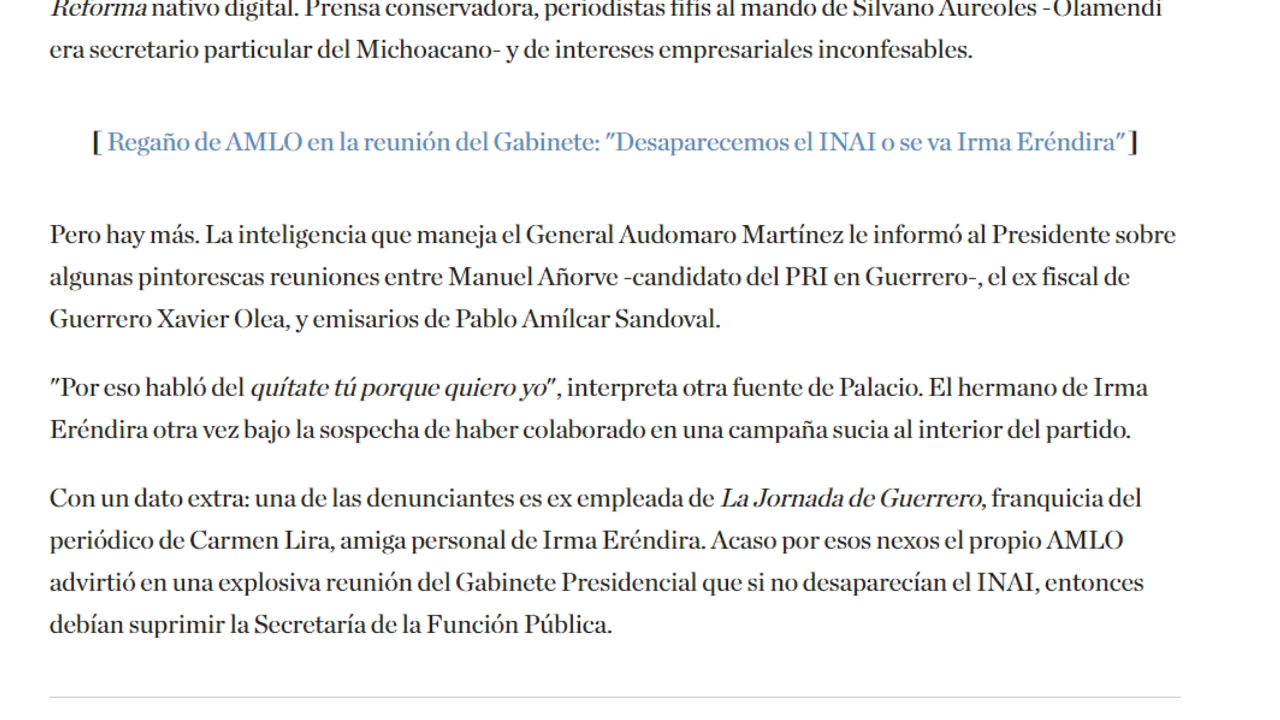 Reforma nativo digital. Prensa conservadora, periodistas fifís al mando de Silvano Aureoles -Olamendi
era secretario particular del Michoacano- y de intereses empresariales inconfesables.
[ Regaño de AMLO en la reunión del Gabinete: "Desaparecemos el INAI o se va Irma Eréndira" ]
Pero hay más. La inteligencia que maneja el General Audomaro Martínez le informó al Presidente sobre
algunas pintorescas reuniones entre Manuel Añorve -candidato del PRI en Guerrero-, el ex fiscal de
Guerrero Xavier Olea, y emisarios de Pablo Amílcar Sandoval.
"Por eso habló del quítate tú porque quiero yo", interpreta otra fuente de Palacio. El hermano de Irma
Eréndira otra vez bajo la sospecha de haber colaborado en una campaña sucia al interior del partido.
Con un dato extra: una de las denunciantes es ex empleada de La Jornada de Guerrero, franquicia del
periódico de Carmen Lira, amiga personal de Irma Eréndira. Acaso por esos nexos el propio AMLO
advirtió en una explosiva reunión del Gabinete Presidencial que si no desaparecían el INAI, entonces
debían suprimir la Secretaría de la Función Pública.